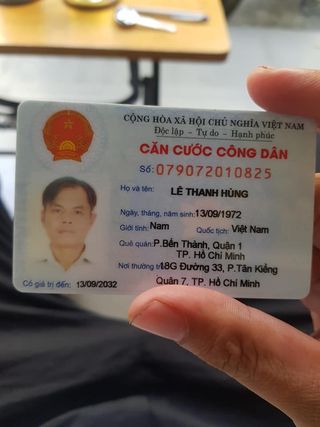 CỘNG HÒA XÃ HỘI CHỦ NGHĨA VIỆT NAM
Độc lập - Tự do - Hạnh phúc
CĂN CƯỚC CÔNG DÂN
Số: 079072010825
Họ và tên:
LÊ THANH HÙNG
Ngày, tháng, năm sinh: 13/09/1972
Giới tính: Nam Quốc tịch: Việt Nam
Quê quán: P.Bến Thành, Quận 1
TP. Hồ Chí Minh
Nơi thường trú: 18G Đường 33, P.Tân Kiểng
Quận 7, TP. Hồ Chí Minh
Có giá trị đến: 13/09/2032